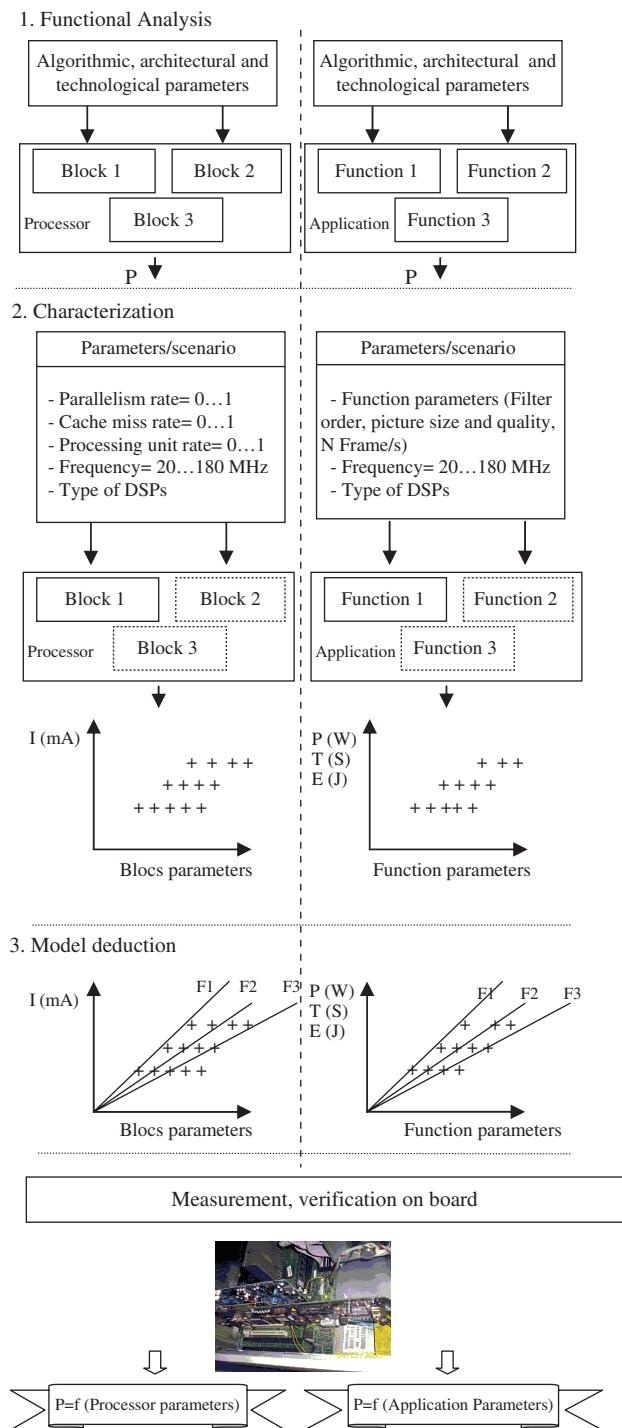 1. Functional Analysis
Algorithmic, architectural and
technological parameters
Block 1
Block 2
Processor
Block 3
P
Algorithmic, architectural and
technological parameters
Function 1
Function 2
Application
Function 3
P
2. Characterization
Parameters/scenario
- Parallelism rate= 0…1
- Cache miss rate= 0…1
- Processing unit rate= 0…1
- Frequency= 20…180 MHz
- Type of DSPs
Block 1
Block 2
Processor
Block 3
I (mA)
Blocs parameters
Parameters/scenario
- Function parameters (Filter
order, picture size and quality,
N Frame/s)
- Frequency= 20…180 MHz
- Type of DSPs
Function 1
Function 2
Application
Function 3
P (W)
T (S)
E (J)
Function parameters
3. Model deduction
I (mA)
F1
F2
F3
Blocs parameters
P (W)
T (S)
E (J)
F1
F2
F3
Function parameters
Measurement, verification on board
P=f (Processor parameters)
P=f (Application Parameters)